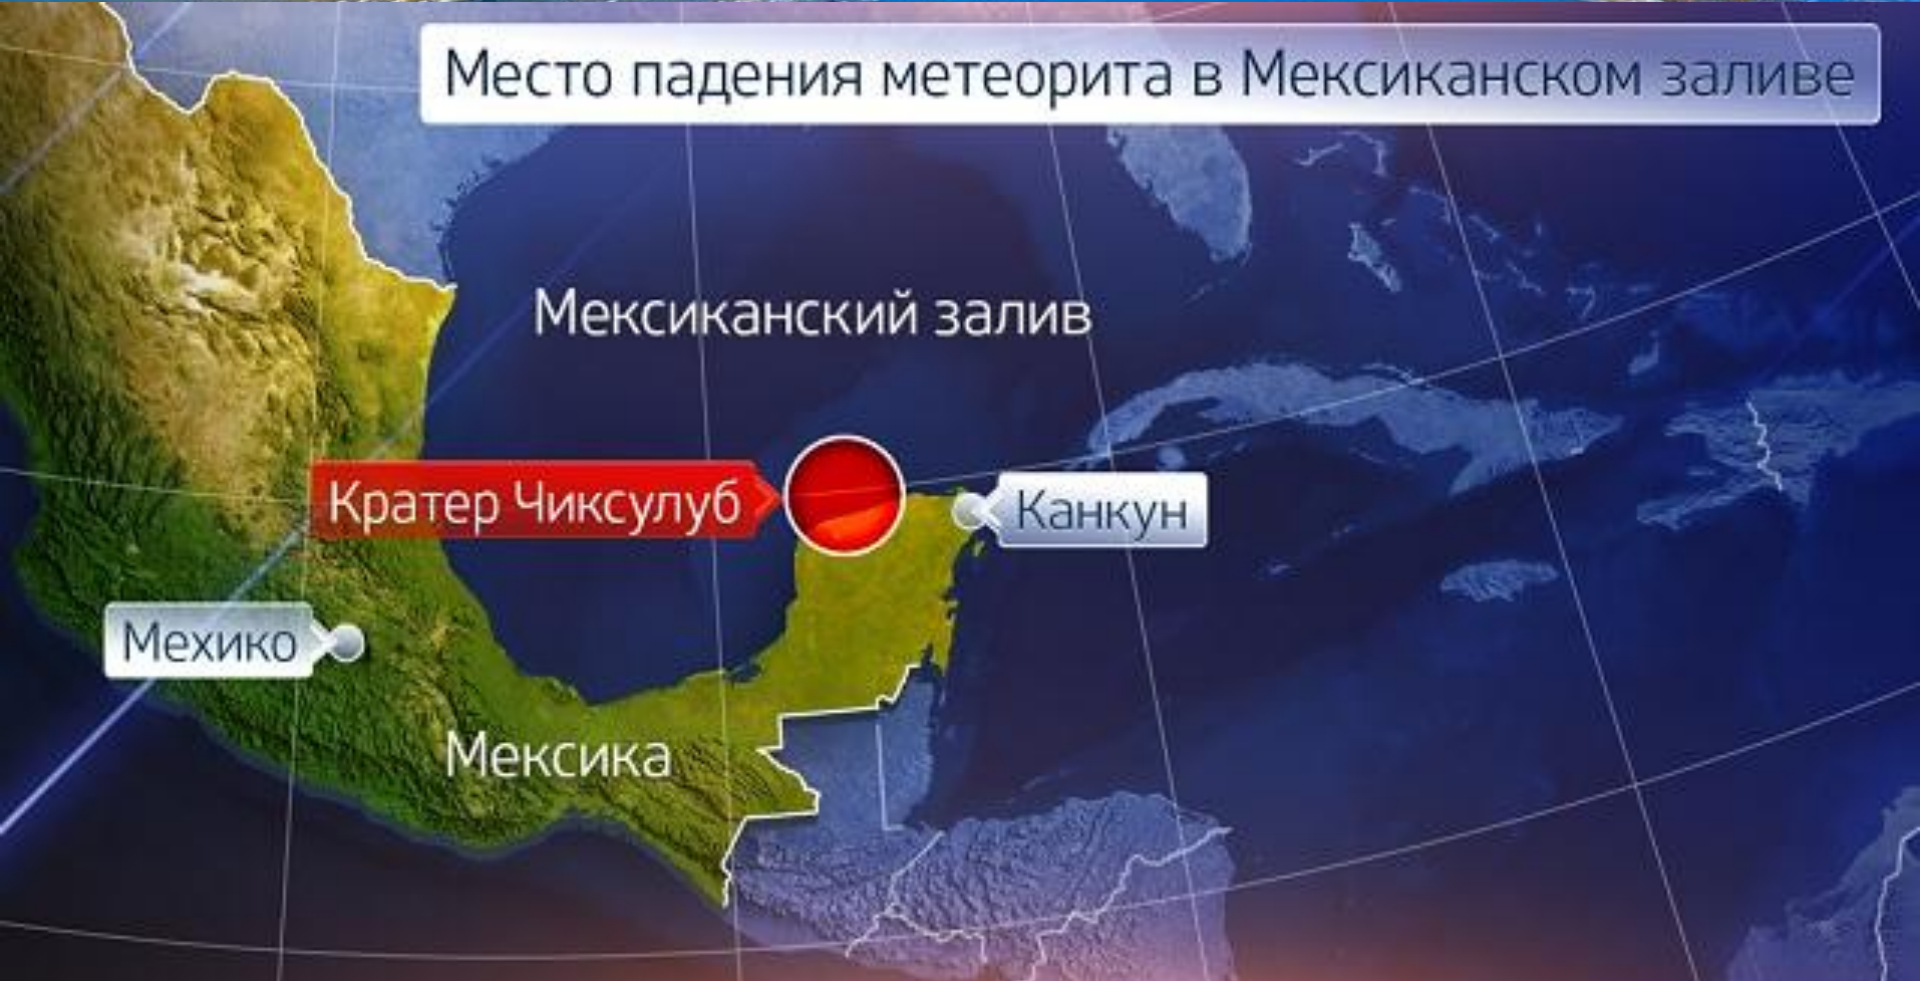 Место падения метеорита в Мексиканском заливе
Мексиканский залив
Кратер Чиксулуб
Канкун
Мехико
Мексика